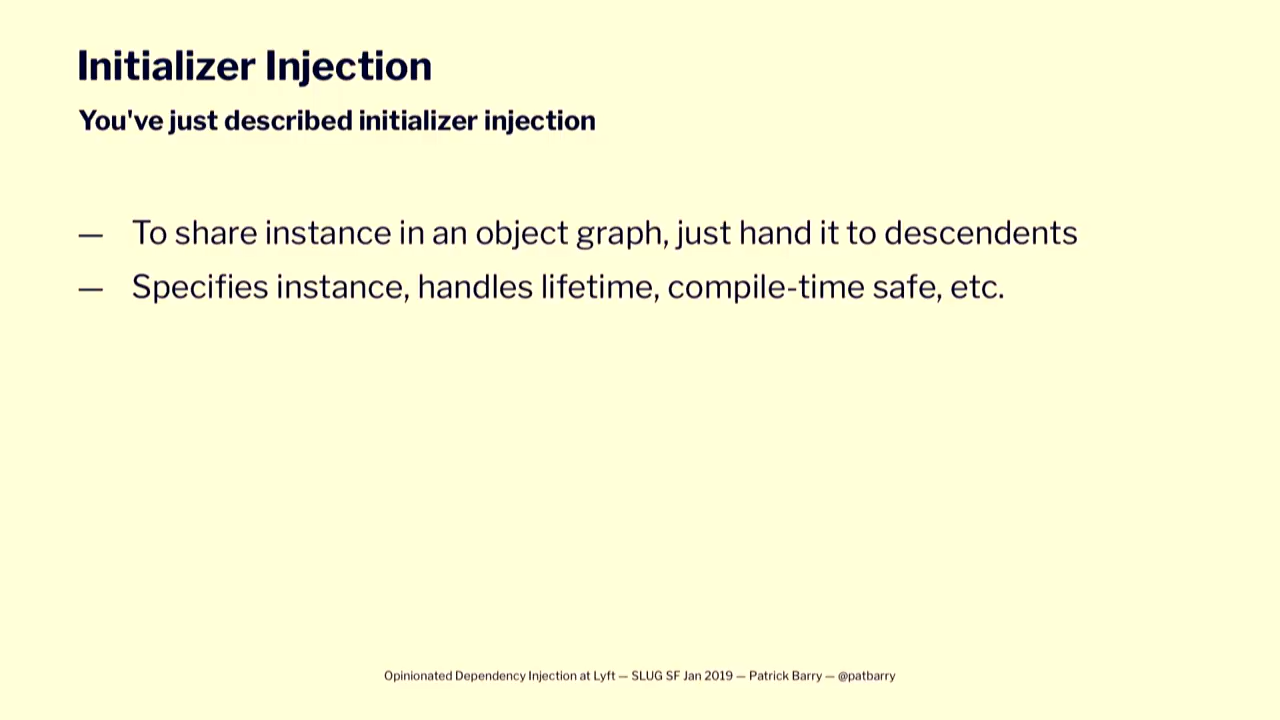 Initializer Injection
You've just described initializer injection
— To share instance in an object graph, just hand it to descendents
— Specifies instance, handles lifetime, compile-time safe, etc.
Opinionated Dependency Injection at Lyft — SLUG SF Jan 2019 — Patrick Barry — @patbarry